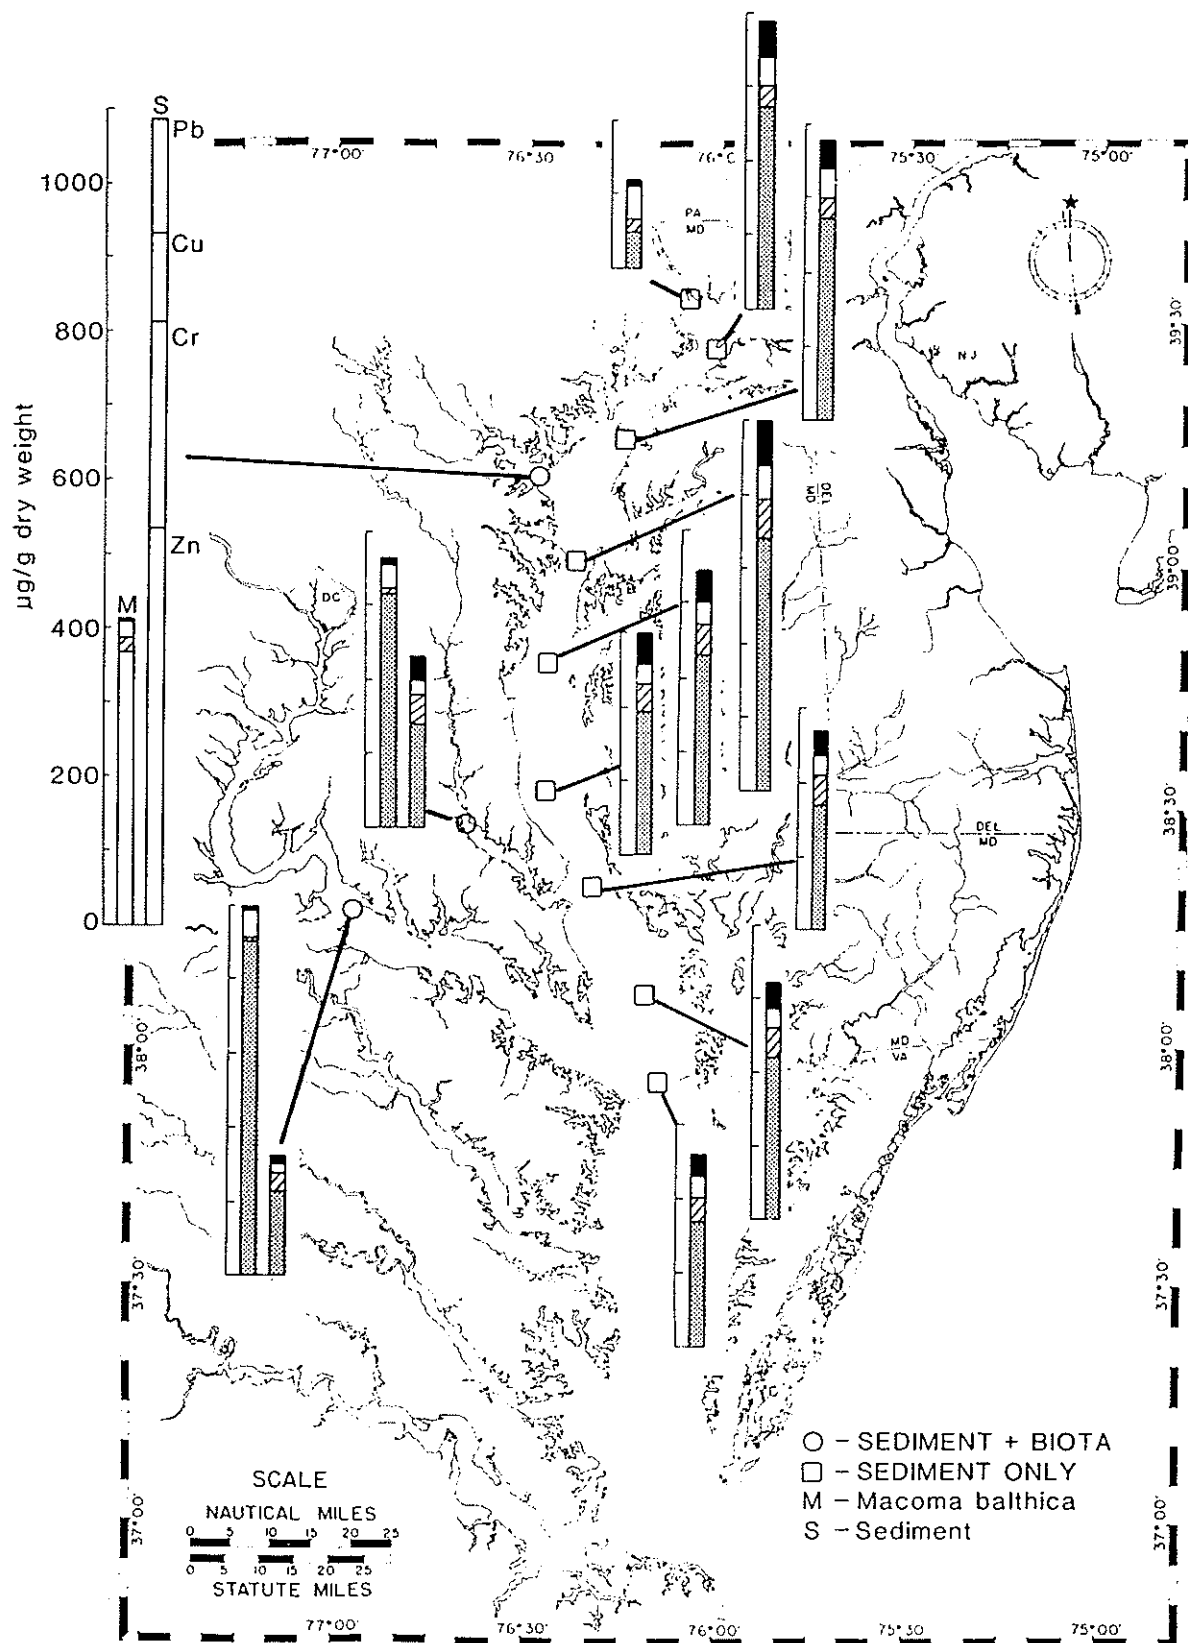 S
Pb
77°00'
76°30'
75°30'
75°00'
1000
PA
MD
Cu
39°30'
800
Cr
NJ
µg/g dry weight
600
DEL
MD
Zn
39°00'
DC
M
400
200
38°30'
DEL
MD
0
38°00'
MD
VA
38°00'
37°30'
37°30'
○ – SEDIMENT + BIOTA
□ – SEDIMENT ONLY
M – Macoma balthica
S – Sediment
SCALE
NAUTICAL MILES
0 5 10 15 20 25
0 5 10 15 20 25
STATUTE MILES
37°00'
37°00'
77°00'
76°30'
76°00'
75°30'
75°00'